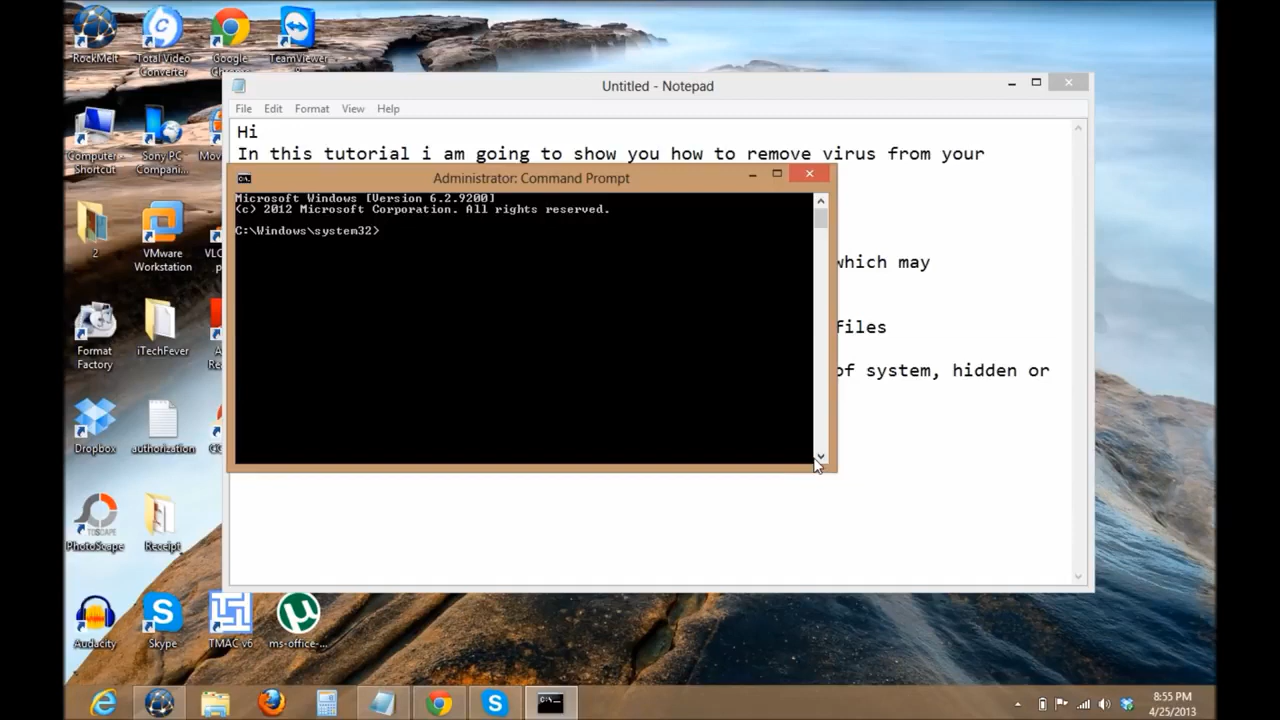 RockMelt
Total Video
Converter
Google
TeamViewer
Untitled - Notepad
File Edit Format View Help
Hi
In this tutorial i am going to show you how to remove virus from your
Administrator: Command Prompt
Microsoft Windows [Version 6.2.9200]
(c) 2012 Microsoft Corporation. All rights reserved.
C:\Windows\system32>
which may
files
of system, hidden or
Computer -
Shortcut
Sony PC
Compani...
2
VMware
Workstation
Format
Factory
iTechFever
Dropbox
authorization
PhotoScape
Receipt
Audacity
Skype
TMAC v6
ms-office-...
C:\
8:55 PM
4/25/2013